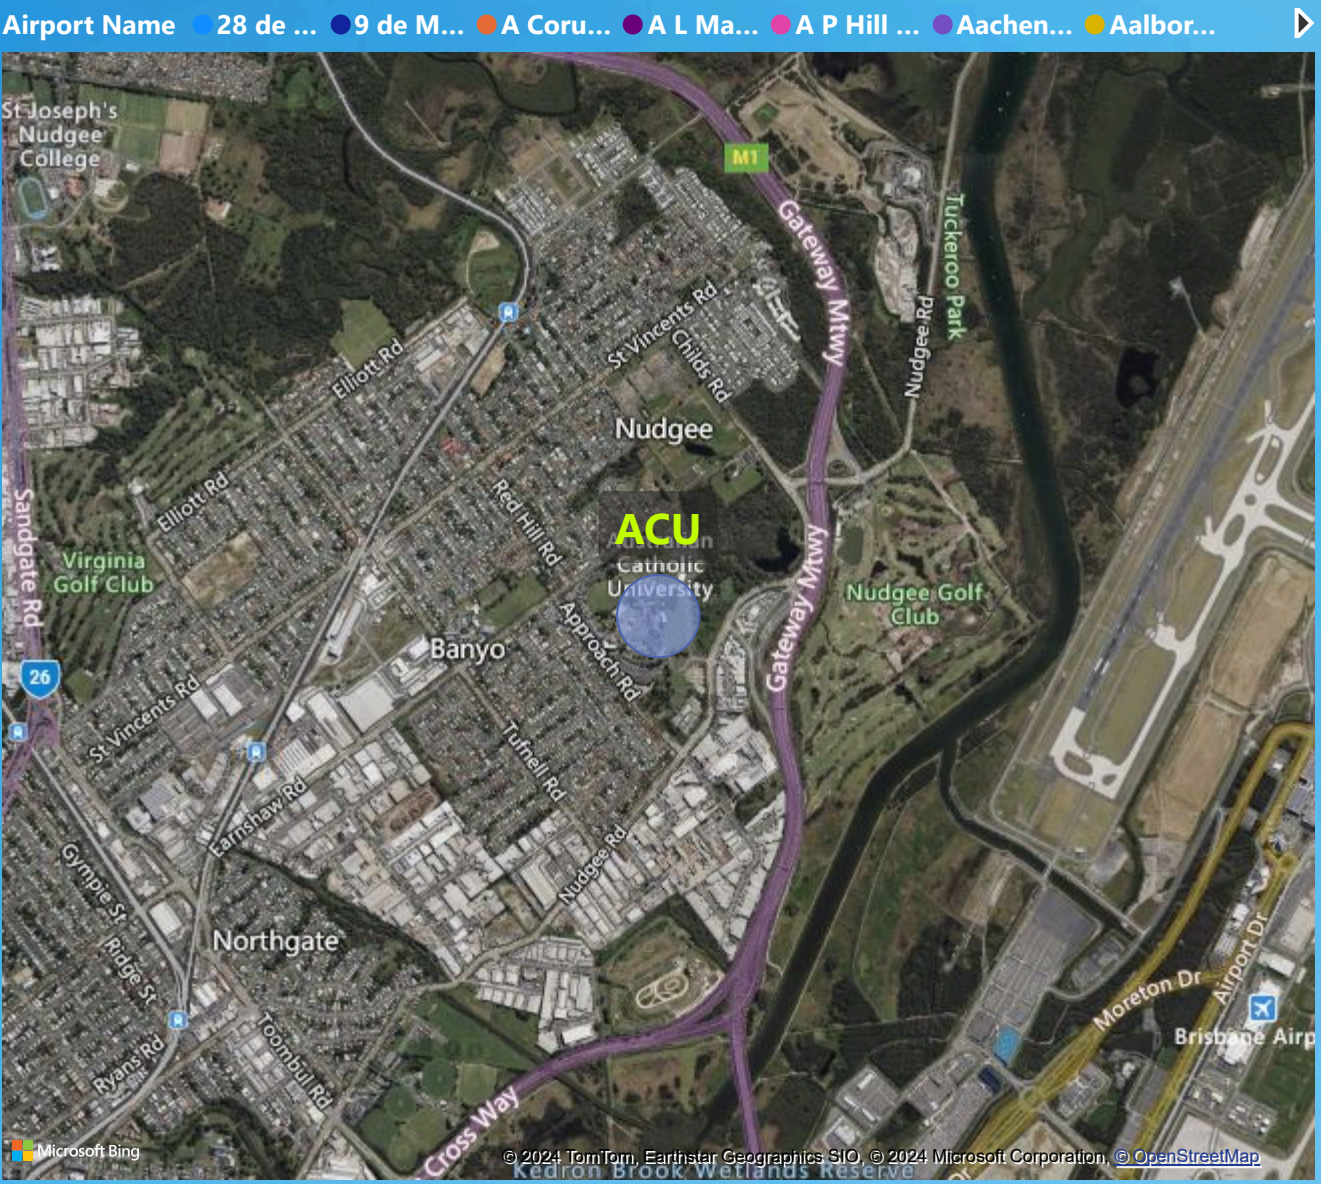 Airport Name 28 de ... 9 de M... A Coru... A L Ma... A P Hill ... Aachen... Aalbor...
St Joseph's
Nudgee
College
M1
Gateway Mtwy
Tuckeroo Park
Nudgee Rd
St Vincents Rd
Childs Rd
Elliott Rd
Nudgee
Elliott Rd
Red Hill Rd
Sandgate Rd
ACU
Australian
Catholic
University
Virginia
Golf Club
Gateway Mtwy
Nudgee Golf
Club
Banyo
Approach Rd
26
St Vincents Rd
Tufnell Rd
Earnshaw Rd
Nudgee Rd
Gympie St
Northgate
Ridge St
Airport Dr
Moreton Dr
Brisbane Airp
Toombul Rd
Ryans Rd
Cross Way
Microsoft Bing
© 2024 TomTom, Earthstar Geographics SIO, © 2024 Microsoft Corporation, © OpenStreetMap
Kedron Brook Wetlands Reserve